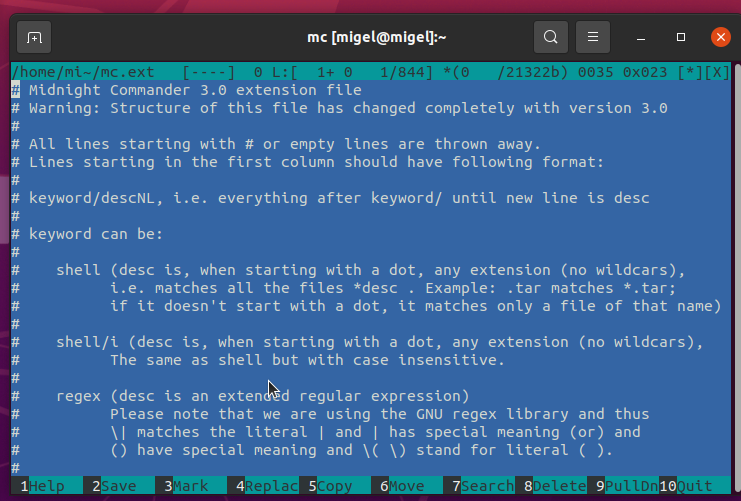 mc [migel@migel]:~
/home/mi~/mc.ext   [----]  0 L:[  1+ 0   1/844] *(0   /21322b) 0035 0x023 [*][X]
# Midnight Commander 3.0 extension file
# Warning: Structure of this file has changed completely with version 3.0
#
# All lines starting with # or empty lines are thrown away.
# Lines starting in the first column should have following format:
#
# keyword/descNL, i.e. everything after keyword/ until new line is desc
#
# keyword can be:
#
#    shell (desc is, when starting with a dot, any extension (no wildcars),
#          i.e. matches all the files *desc . Example: .tar matches *.tar;
#          if it doesn't start with a dot, it matches only a file of that name)
#
#    shell/i (desc is, when starting with a dot, any extension (no wildcars),
#          The same as shell but with case insensitive.
#
#    regex (desc is an extended regular expression)
#          Please note that we are using the GNU regex library and thus
#          \| matches the literal | and | has special meaning (or) and
#          () have special meaning and \( \) stand for literal ( ).
#
1Help  2Save  3Mark  4Replac 5Copy  6Move  7Search 8Delete 9PullDn 10Quit